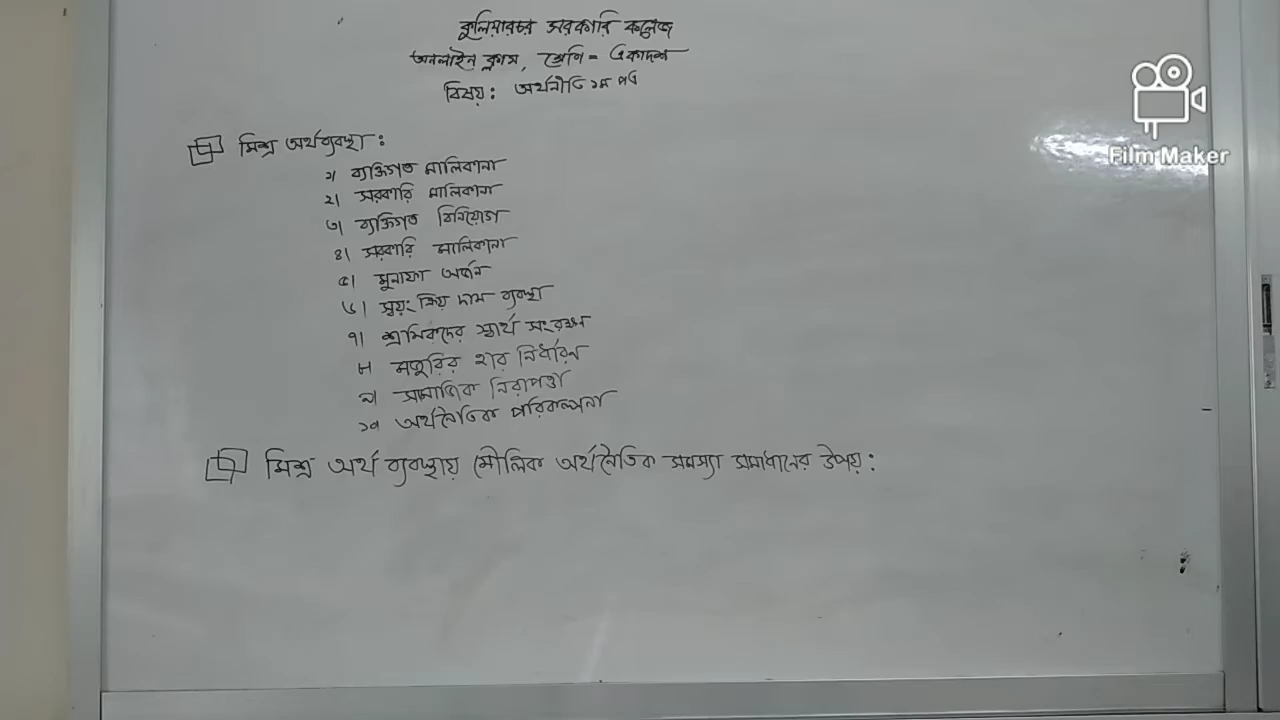 কুলিয়ারচর সরকারি কলেজ
অনলাইন ক্লাস, শ্রেণি = একাদশ
বিষয়: অর্থনীতি ১ম পত্র
মিশ্র অর্থব্যবস্থা:
১। ব্যক্তিগত মালিকানা
২। সরকারি মালিকানা
৩। ব্যক্তিগত বিনিয়োগ
৪। সরকারি মালিকানা
৫। মুনাফা অর্জন
৬। স্বয়ংক্রিয় দাম ব্যবস্থা
৭। শ্রমিকদের স্বার্থ সংরক্ষণ
৮। মজুরির হার নির্ধারন
৯। সামাজিক নিরাপত্তা
১০ অর্থনৈতিক পরিকল্পনা
মিশ্র অর্থ ব্যবস্থায় মৌলিক অর্থনৈতিক সমস্যা সমাধানের উপায়:
Film Maker